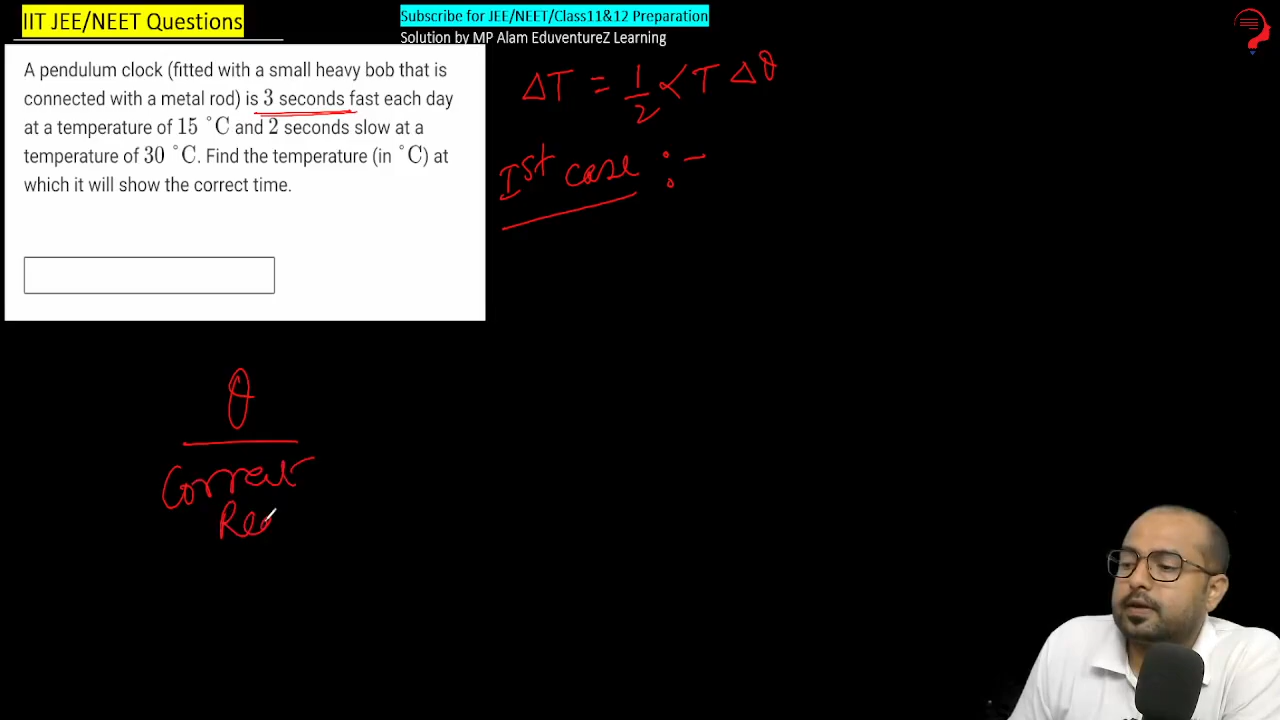 IIT JEE/NEET Questions
Subscribe for JEE/NEET/Class11&12 Preparation
Solution by MP Alam EduventureZ Learning
A pendulum clock (fitted with a small heavy bob that is
connected with a metal rod) is 3 seconds fast each day
at a temperature of 15 °C and 2 seconds slow at a
temperature of 30 °C. Find the temperature (in °C) at
which it will show the correct time.
ΔT = 1/2 α T Δθ
Ist case :-
θ
Correct
Rea